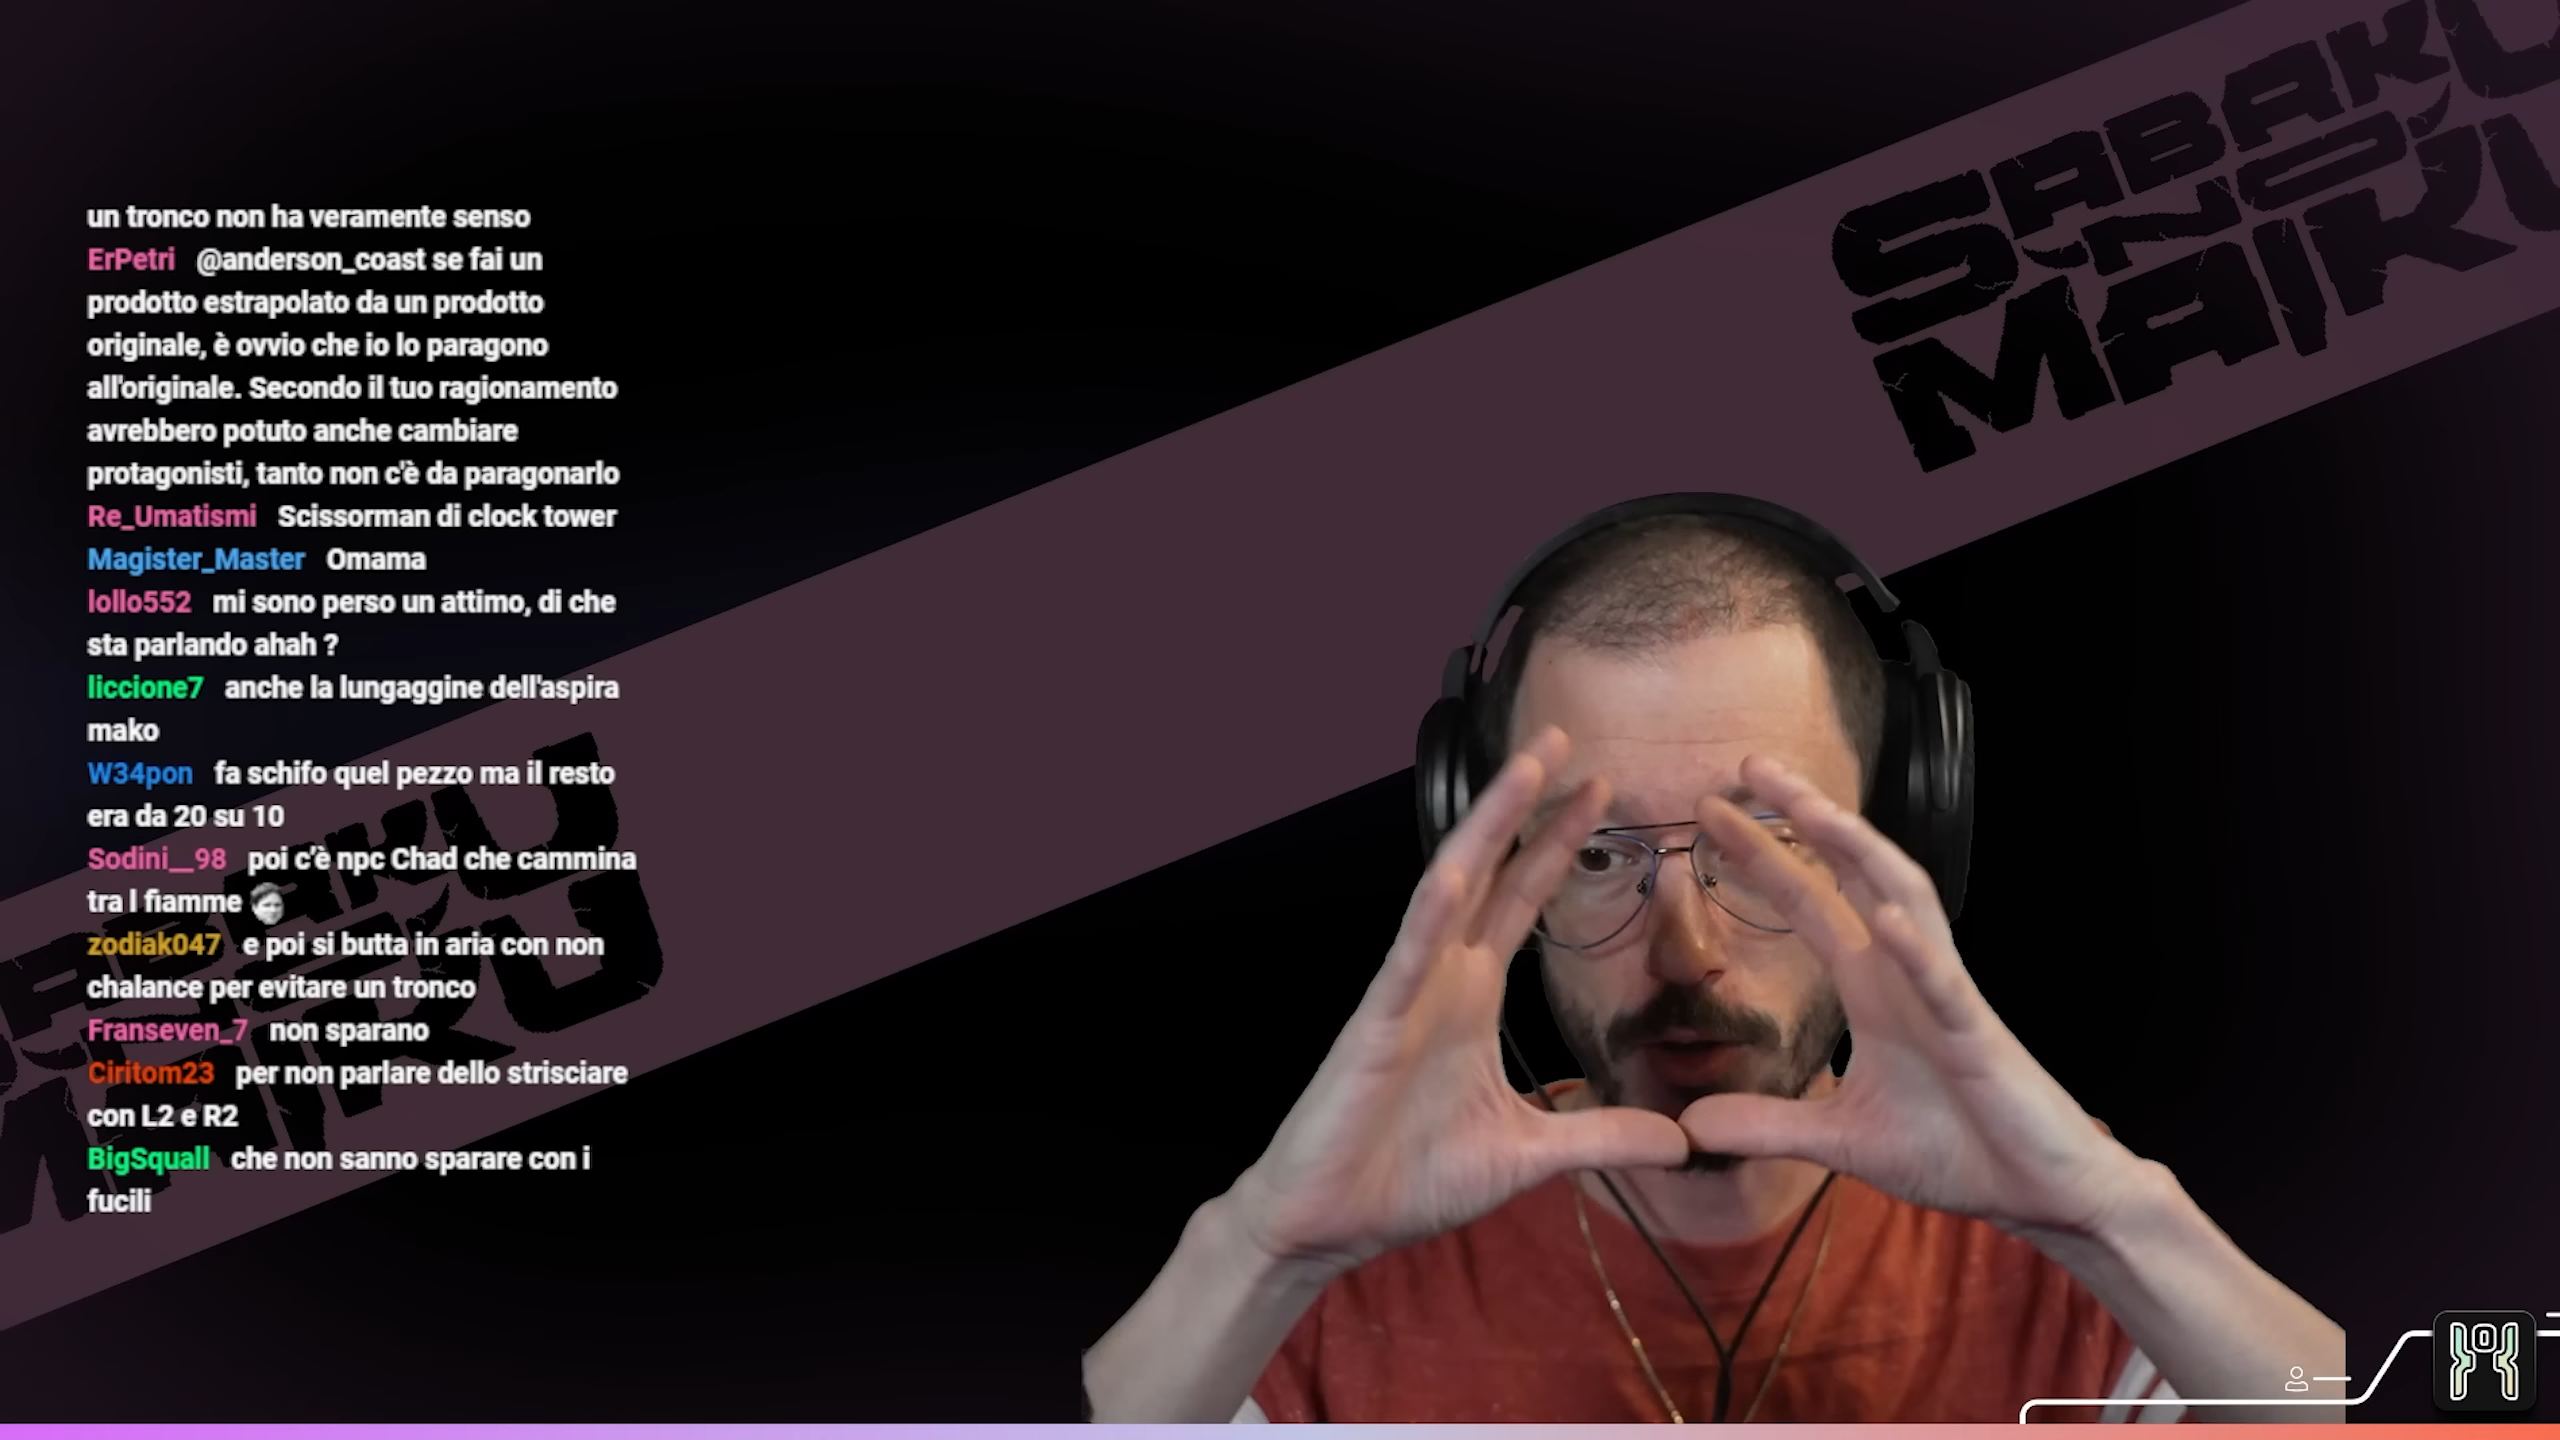 SABAKU
NO
MAIKU
un tronco non ha veramente senso
ErPetri @anderson_coast se fai un
prodotto estrapolato da un prodotto
originale, è ovvio che io lo paragono
all'originale. Secondo il tuo ragionamento
avrebbero potuto anche cambiare
protagonisti, tanto non c'è da paragonarlo
Re_Umatismi Scissorman di clock tower
Magister_Master Omama
lollo552 mi sono perso un attimo, di che
sta parlando ahah ?
liccione7 anche la lungaggine dell'aspira
mako
W34pon fa schifo quel pezzo ma il resto
era da 20 su 10
Sodini__98 poi c'è npc Chad che cammina
tra l fiamme
zodiak047 e poi si butta in aria con non
chalance per evitare un tronco
Franseven_7 non sparano
Ciritom23 per non parlare dello strisciare
con L2 e R2
BigSquall che non sanno sparare con i
fucili